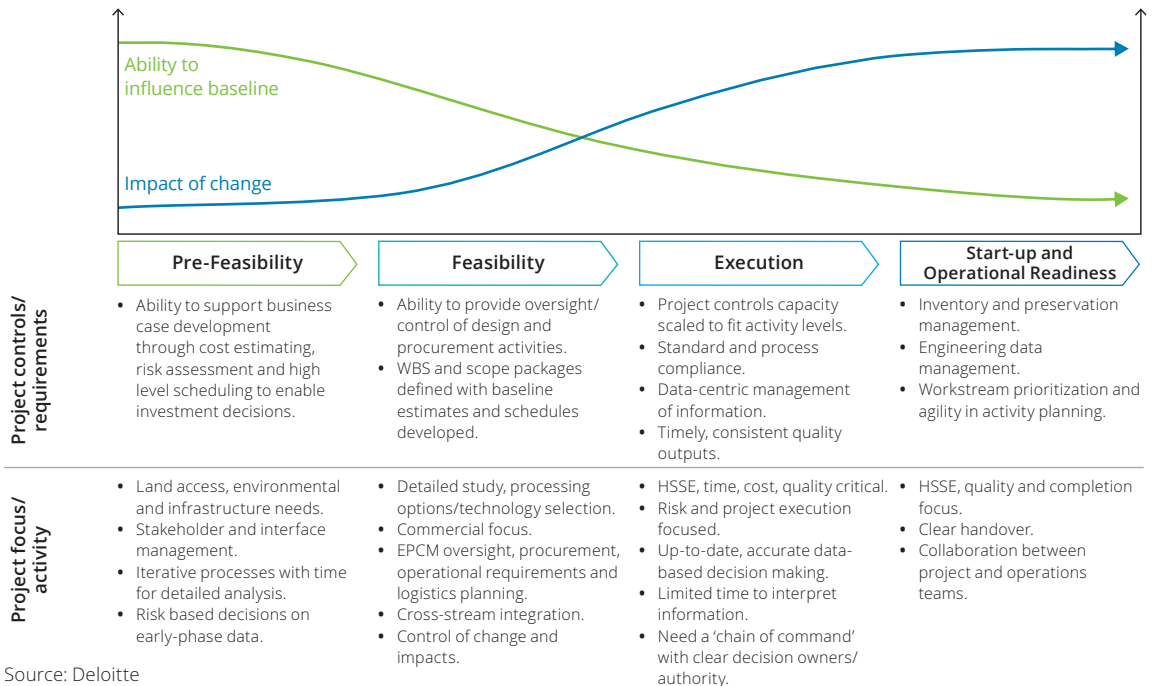 Ability to
influence baseline
Impact of change
Pre-Feasibility
Feasibility
Execution
Start-up and
Operational Readiness
Project controls/
requirements
• Ability to support business
case development
through cost estimating,
risk assessment and high
level scheduling to enable
investment decisions.
• Ability to provide oversight/
control of design and
procurement activities.
• WBS and scope packages
defined with baseline
estimates and schedules
developed.
• Project controls capacity
scaled to fit activity levels.
• Standard and process
compliance.
• Data-centric management
of information.
• Timely, consistent quality
outputs.
• Inventory and preservation
management.
• Engineering data
management.
• Workstream prioritization and
agility in activity planning.
Project focus/
activity
• Land access, environmental
and infrastructure needs.
• Stakeholder and interface
management.
• Iterative processes with time
for detailed analysis.
• Risk based decisions on
early-phase data.
• Detailed study, processing
options/technology selection.
• Commercial focus.
• EPCM oversight, procurement,
operational requirements and
logistics planning.
• Cross-stream integration.
• Control of change and
impacts.
• HSSE, time, cost, quality critical.
• Risk and project execution
focused.
• Up-to-date, accurate data-
based decision making.
• Limited time to interpret
information.
• Need a ‘chain of command’
with clear decision owners/
authority.
• HSSE, quality and completion
focus.
• Clear handover.
• Collaboration between
project and operations
teams.
Source: Deloitte